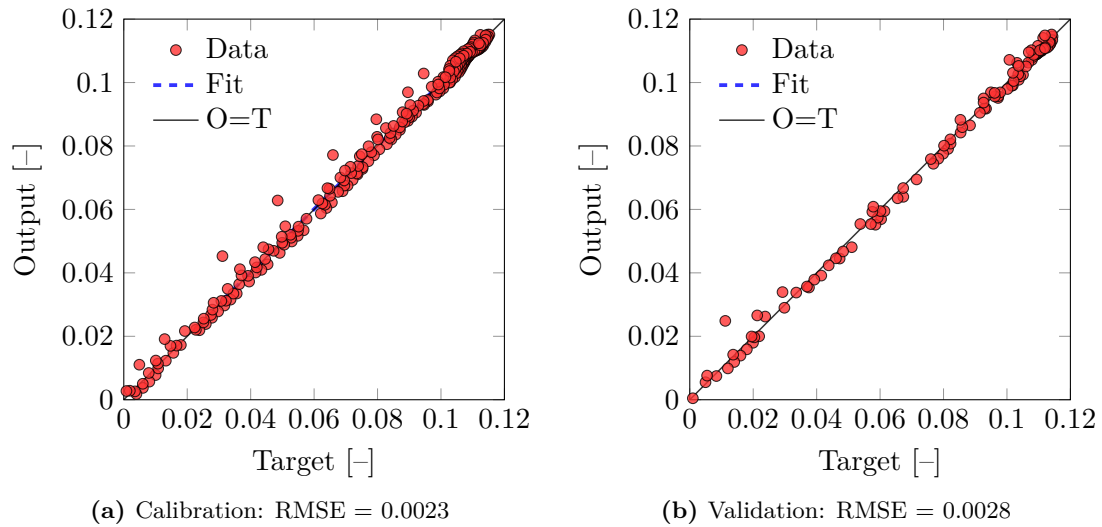 0.12
0.1
0.08
0.06
0.04
0.02
0
Output [–]
Data
Fit
O=T
0 0.02 0.04 0.06 0.08 0.1 0.12
Target [–]
(a) Calibration: RMSE = 0.0023
0.12
0.1
0.08
0.06
0.04
0.02
0
Output [–]
Data
Fit
O=T
0 0.02 0.04 0.06 0.08 0.1 0.12
Target [–]
(b) Validation: RMSE = 0.0028